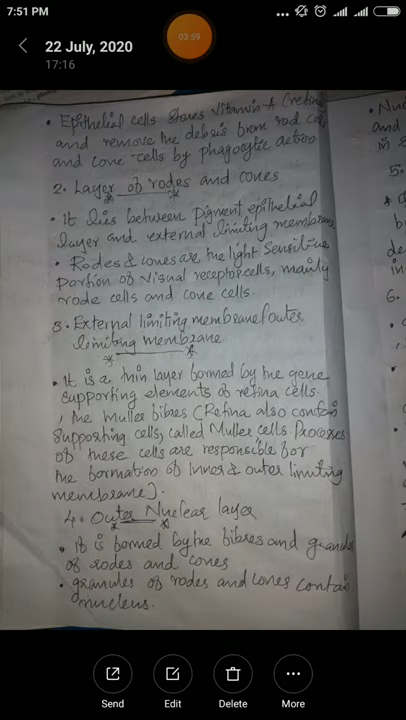 7:51 PM
03:59
22 July, 2020
17:16
• Epithelial cells stores Vitamin-A (retin
and remove the debris from rod
and cone-cells by phagocytic action
2. Layer of rodes and cones
• It lies between pigment epithelial
layer and external limiting membrane
• Rodes & cones are the light sensitive
portion of visual receptor cells, mainly
rode cells and cone cells.
3. External limiting membrane/outer
limiting membrane
• It is a thin layer formed by the
supporting elements of retina cells.
, the Muller fibres (Retina also contain
supporting cells, called Muller cells. Processes
of these cells are responsible for
the formation of Inner & outer limiting
membrane).
4. Outer Nuclear layer
• It is formed by the fibres and
of rodes and cones
• granules of rodes and cones contain
nucleus.
and
5.
6.
Send
Edit
Delete
More